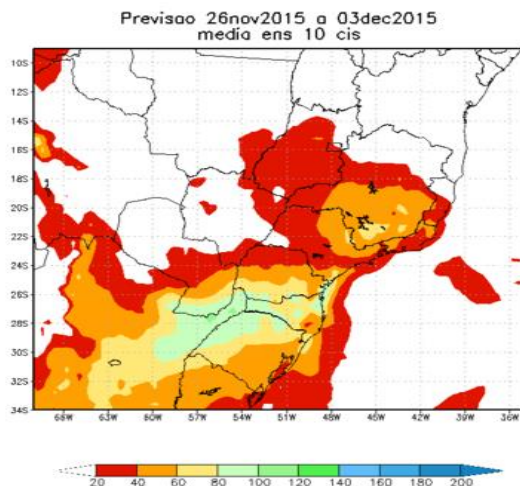 Previsao 26nov2015 a 03dec2015
media ens 10 cis
10S
12S
14S
16S
18S
20S
22S
24S
26S
28S
30S
32S
34S
66W 63W 60W 57W 54W 51W 48W 45W 42W 39W 36W
20 40 60 80 100 120 140 160 180 200